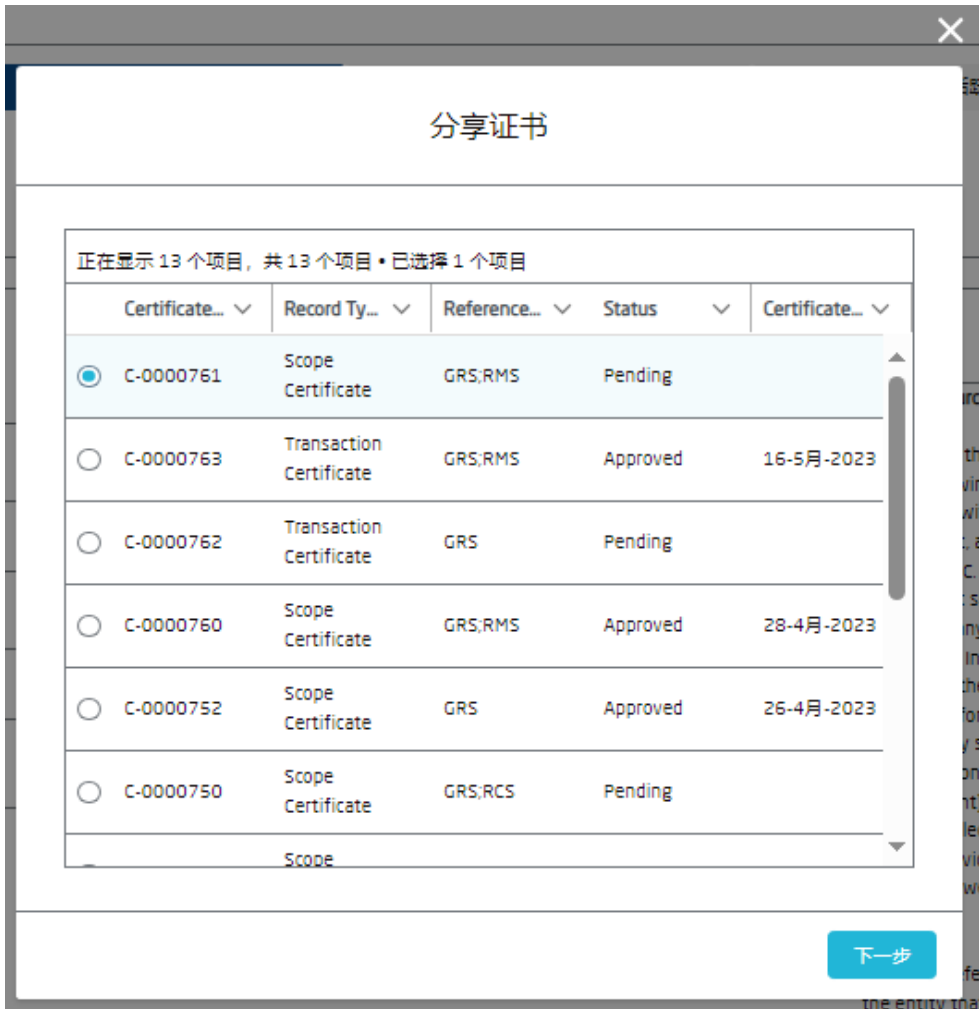 分享证书
正在显示 13 个项目，共 13 个项目 • 已选择 1 个项目
Certificate... Record Ty... Reference... Status Certificate...
Scope
C-0000761 GRS;RMS Pending
Certificate
Transaction
C-0000763 GRS;RMS Approved 16-5月-2023
Certificate
Transaction
C-0000762 GRS Pending
Certificate
Scope
C-0000760 GRS;RMS Approved 28-4月-2023
Certificate
Scope
C-0000752 GRS Approved 26-4月-2023
Certificate
Scope
C-0000750 GRS;RCS Pending
Certificate
Scope
下一步
the entity tha